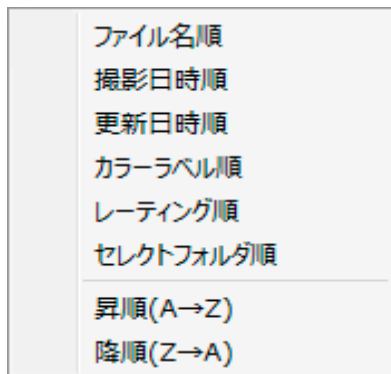 ファイル名順
撮影日時順
更新日時順
カラーラベル順
レーティング順
セレクトフォルダ順
昇順(A→Z)
降順(Z→A)